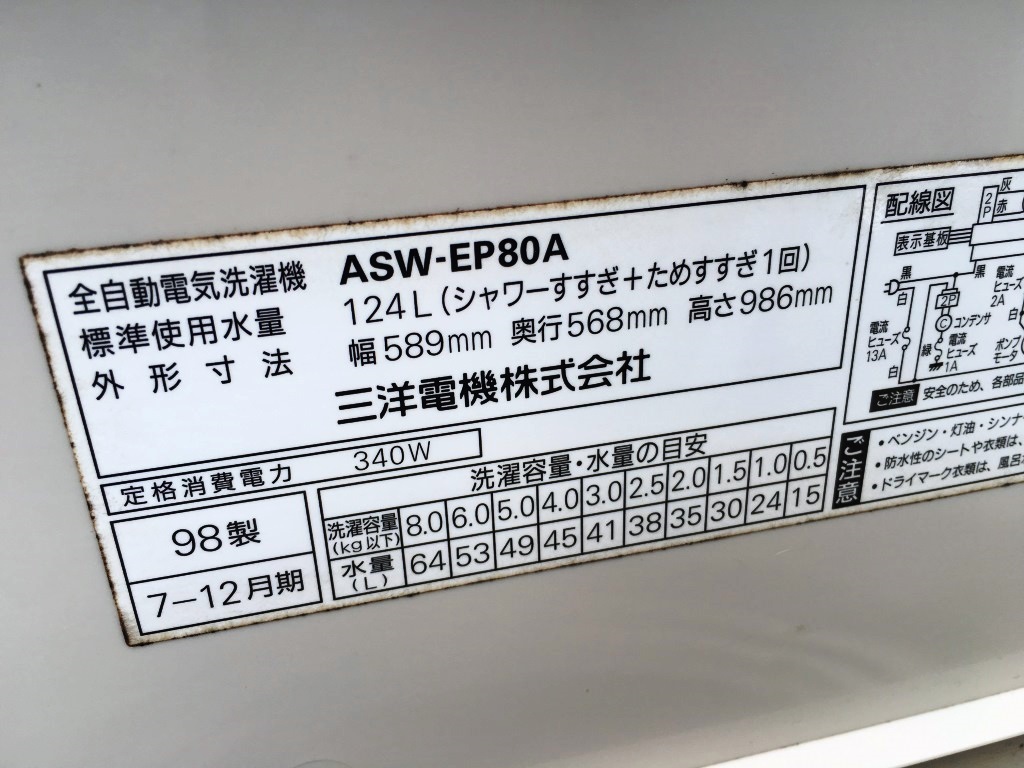 全自動電気洗濯機 ASW-EP80A
標準使用水量 124L(シャワーすすぎ+ためすすぎ1回)
外形寸法 幅589mm 奥行568mm 高さ986mm
三洋電機株式会社
定格消費電力 340W
98製
7-12月期
洗濯容量・水量の目安
洗濯容量(kg以下) 8.0 6.0 5.0 4.0 3.0 2.5 2.0 1.5 1.0 0.5
水量(L) 64 53 49 45 41 38 35 30 24 15
配線図
2P
灰
赤
表示基板
黒
白
2P
黒
電流ヒューズ2A
C コンデンサ
白
電流ヒューズ13A
緑
電流ヒューズ1A
ポンプモータ
白
ご注意 安全のため、各部品
ご注意
・ベンジン・灯油・シンナ
・防水性のシートや衣類は、
・ドライマーク衣類は、風呂